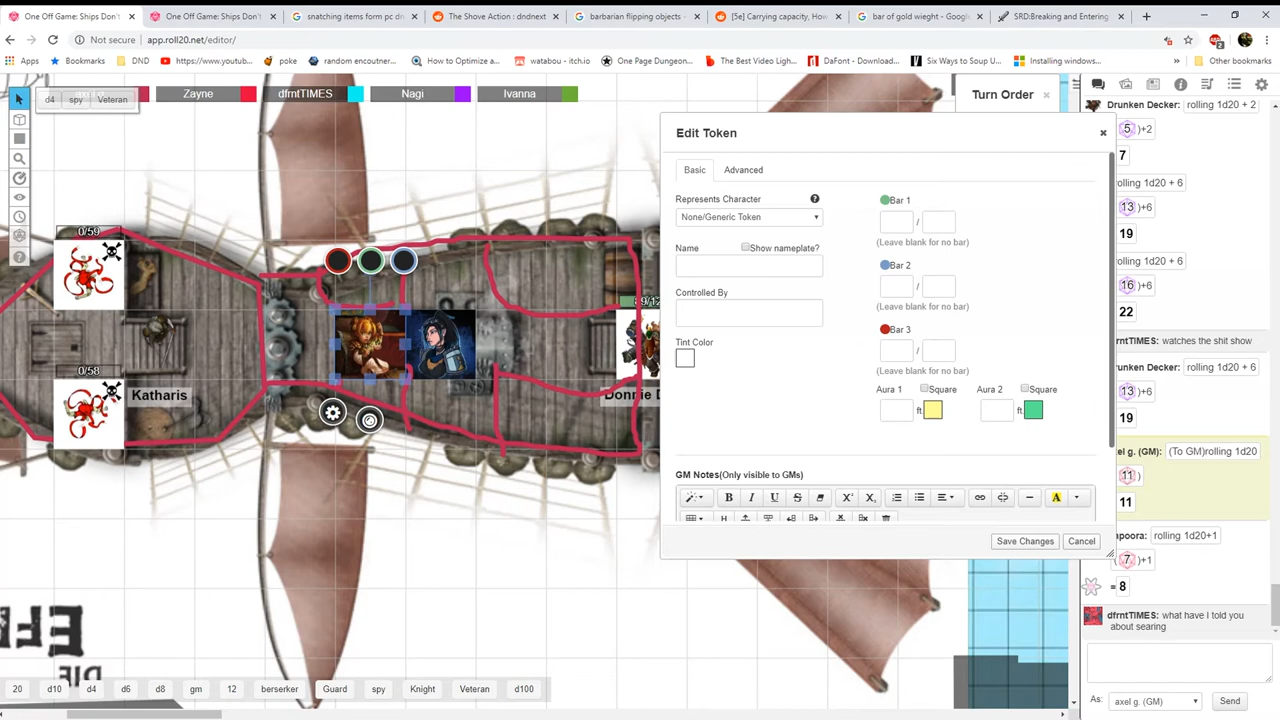 One Off Game: Ships Don'
One Off Game: Ships Don'
snatching items form pc dn
The Shove Action : dndnext
barbarian flipping objects -
[5e] Carrying capacity, How
bar of gold wieght - Google
SRD:Breaking and Entering
Not secure
app.roll20.net/editor/
2
Apps
Bookmarks
DND
https://www.youtub...
poke
random encoutner...
How to Optimize a...
watabou - itch.io
One Page Dungeon...
The Best Video Ligh...
DaFont - Download...
Six Ways to Suup U...
Installing windows...
»
Other bookmarks
d4
spy
Veteran
Zayne
dfrntTIMES
Nagi
Ivanna
Turn Order ×
Edit Token ×
Basic
Advanced
Represents Character
None/Generic Token
Name
Show nameplate?
Controlled By
Tint Color
Bar 1
/
(Leave blank for no bar)
Bar 2
/
(Leave blank for no bar)
Bar 3
/
(Leave blank for no bar)
Aura 1
Square
Aura 2
Square
ft.
ft.
GM Notes(Only visible to GMs)
B I U S
Save Changes
Cancel
0/59
0/58
Katharis
Donnie D
DIE
20
d10
d4
d6
d8
gm
12
berserker
Guard
spy
Knight
Veteran
d100
Drunken Decker: rolling 1d20 + 2
5 )+2
7
rolling 1d20 + 6
13 )+6
19
rolling 1d20 + 6
16 )+6
22
dfrntTIMES: watches the shit show
Drunken Decker: rolling 1d20 + 6
13 )+6
19
axel g. (GM): (To GM)rolling 1d20
11 )
11
rolling 1d20+1
( 7 )+1
= 8
dfrntTIMES: what have I told you
about searing
As:
axel g. (GM)
Send